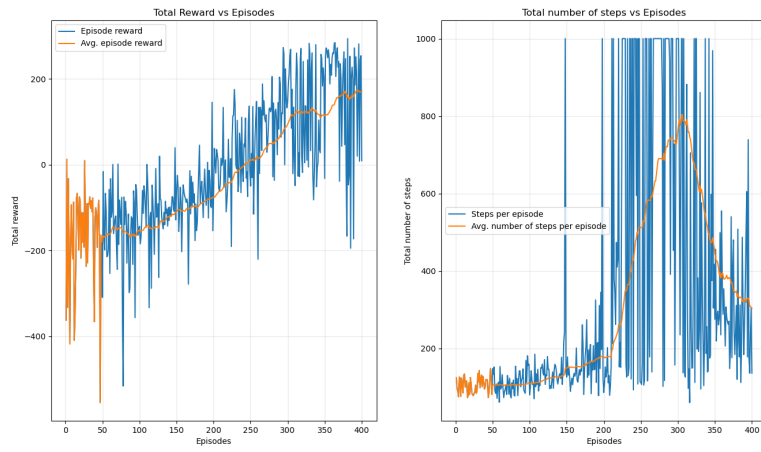 Total Reward vs Episodes
Episode reward
Avg. episode reward
200
0
−200
−400
Total reward
0
50
100
150
200
250
300
350
400
Episodes
Total number of steps vs Episodes
1000
800
600
400
200
Total number of steps
Steps per episode
Avg. number of steps per episode
0
50
100
150
200
250
300
350
400
Episodes